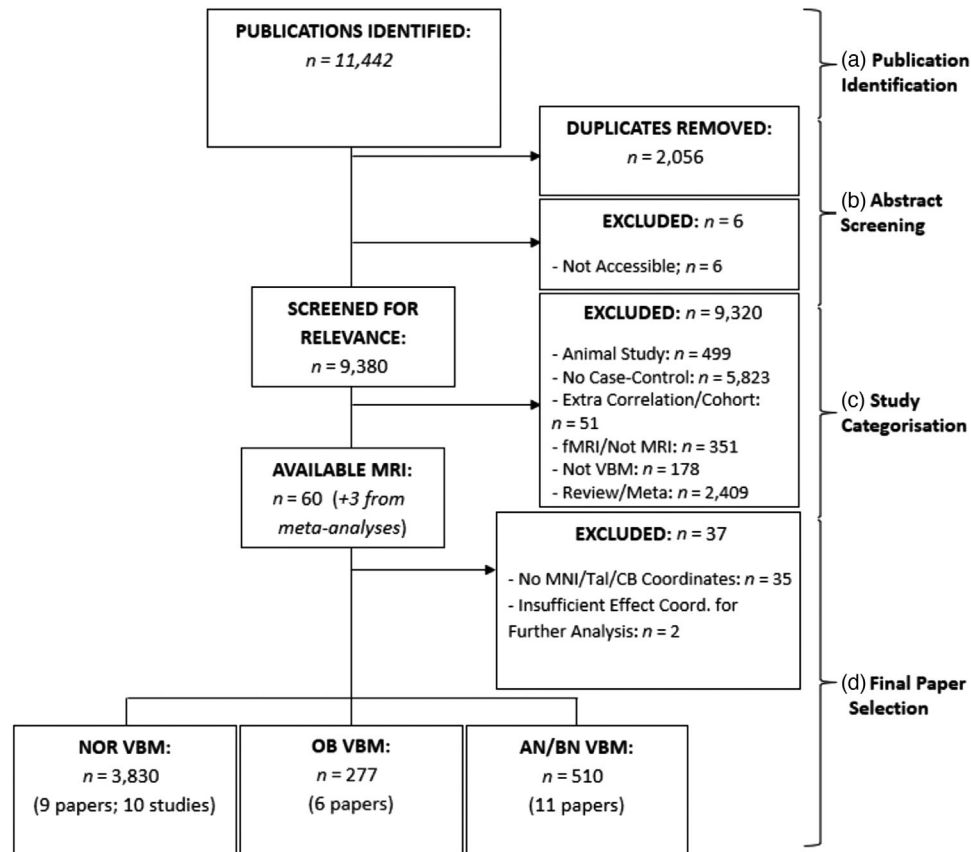 PUBLICATIONS IDENTIFIED:
n = 11,442
(a) Publication
Identification
DUPLICATES REMOVED:
n = 2,056
(b) Abstract
Screening
EXCLUDED: n = 6
- Not Accessible; n = 6
SCREENED FOR
RELEVANCE:
n = 9,380
EXCLUDED: n = 9,320
- Animal Study: n = 499
- No Case-Control: n = 5,823
- Extra Correlation/Cohort:
n = 51
- fMRI/Not MRI: n = 351
- Not VBM: n = 178
- Review/Meta: n = 2,409
(c) Study
Categorisation
AVAILABLE MRI:
n = 60 (+3 from
meta-analyses)
EXCLUDED: n = 37
- No MNI/Tal/CB Coordinates: n = 35
- Insufficient Effect Coord. for
Further Analysis: n = 2
(d) Final Paper
Selection
NOR VBM:
n = 3,830
(9 papers; 10 studies)
OB VBM:
n = 277
(6 papers)
AN/BN VBM:
n = 510
(11 papers)